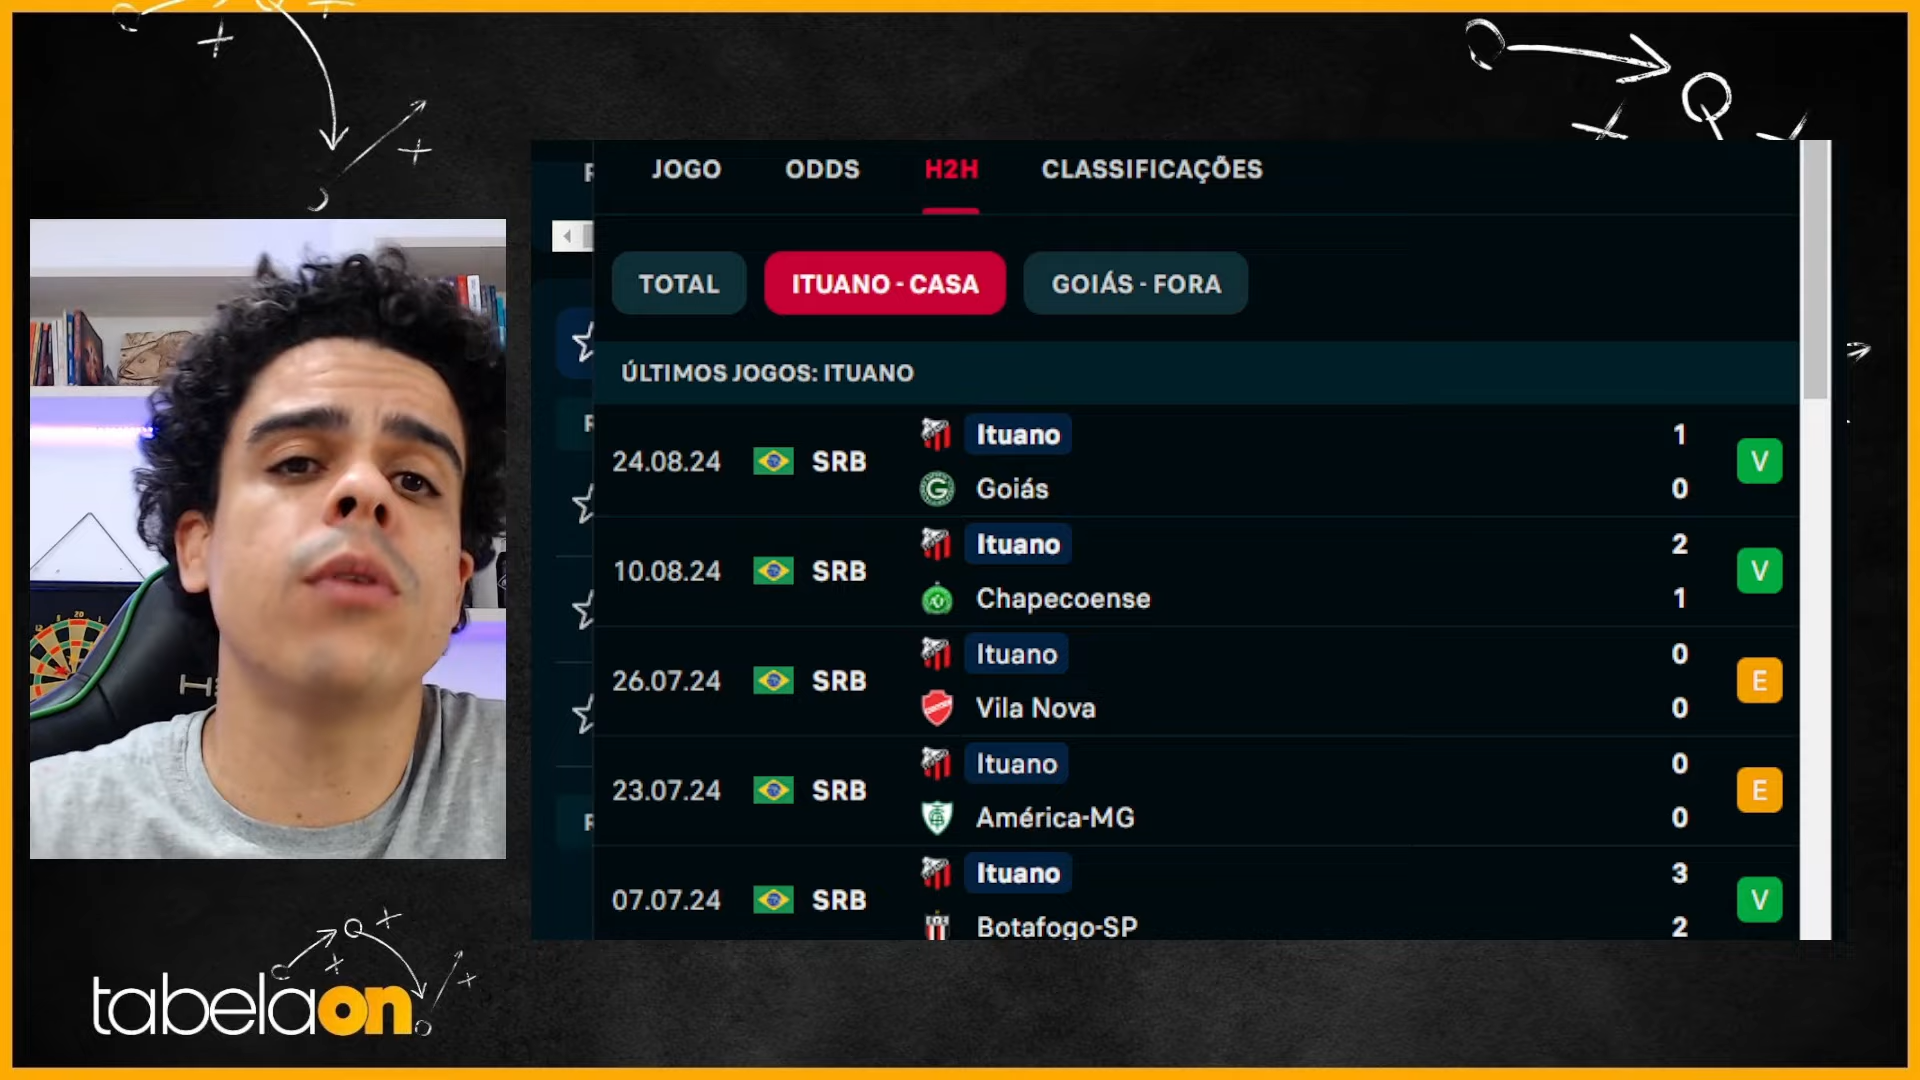 JOGO ODDS H2H CLASSIFICAÇÕES
TOTAL ITUANO - CASA GOIÁS - FORA
ÚLTIMOS JOGOS: ITUANO
24.08.24 SRB Ituano 1 V
Goiás 0
10.08.24 SRB Ituano 2 V
Chapecoense 1
26.07.24 SRB Ituano 0 E
Vila Nova 0
23.07.24 SRB Ituano 0 E
América-MG 0
07.07.24 SRB Ituano 3 V
Botafogo-SP 2
tabelaon